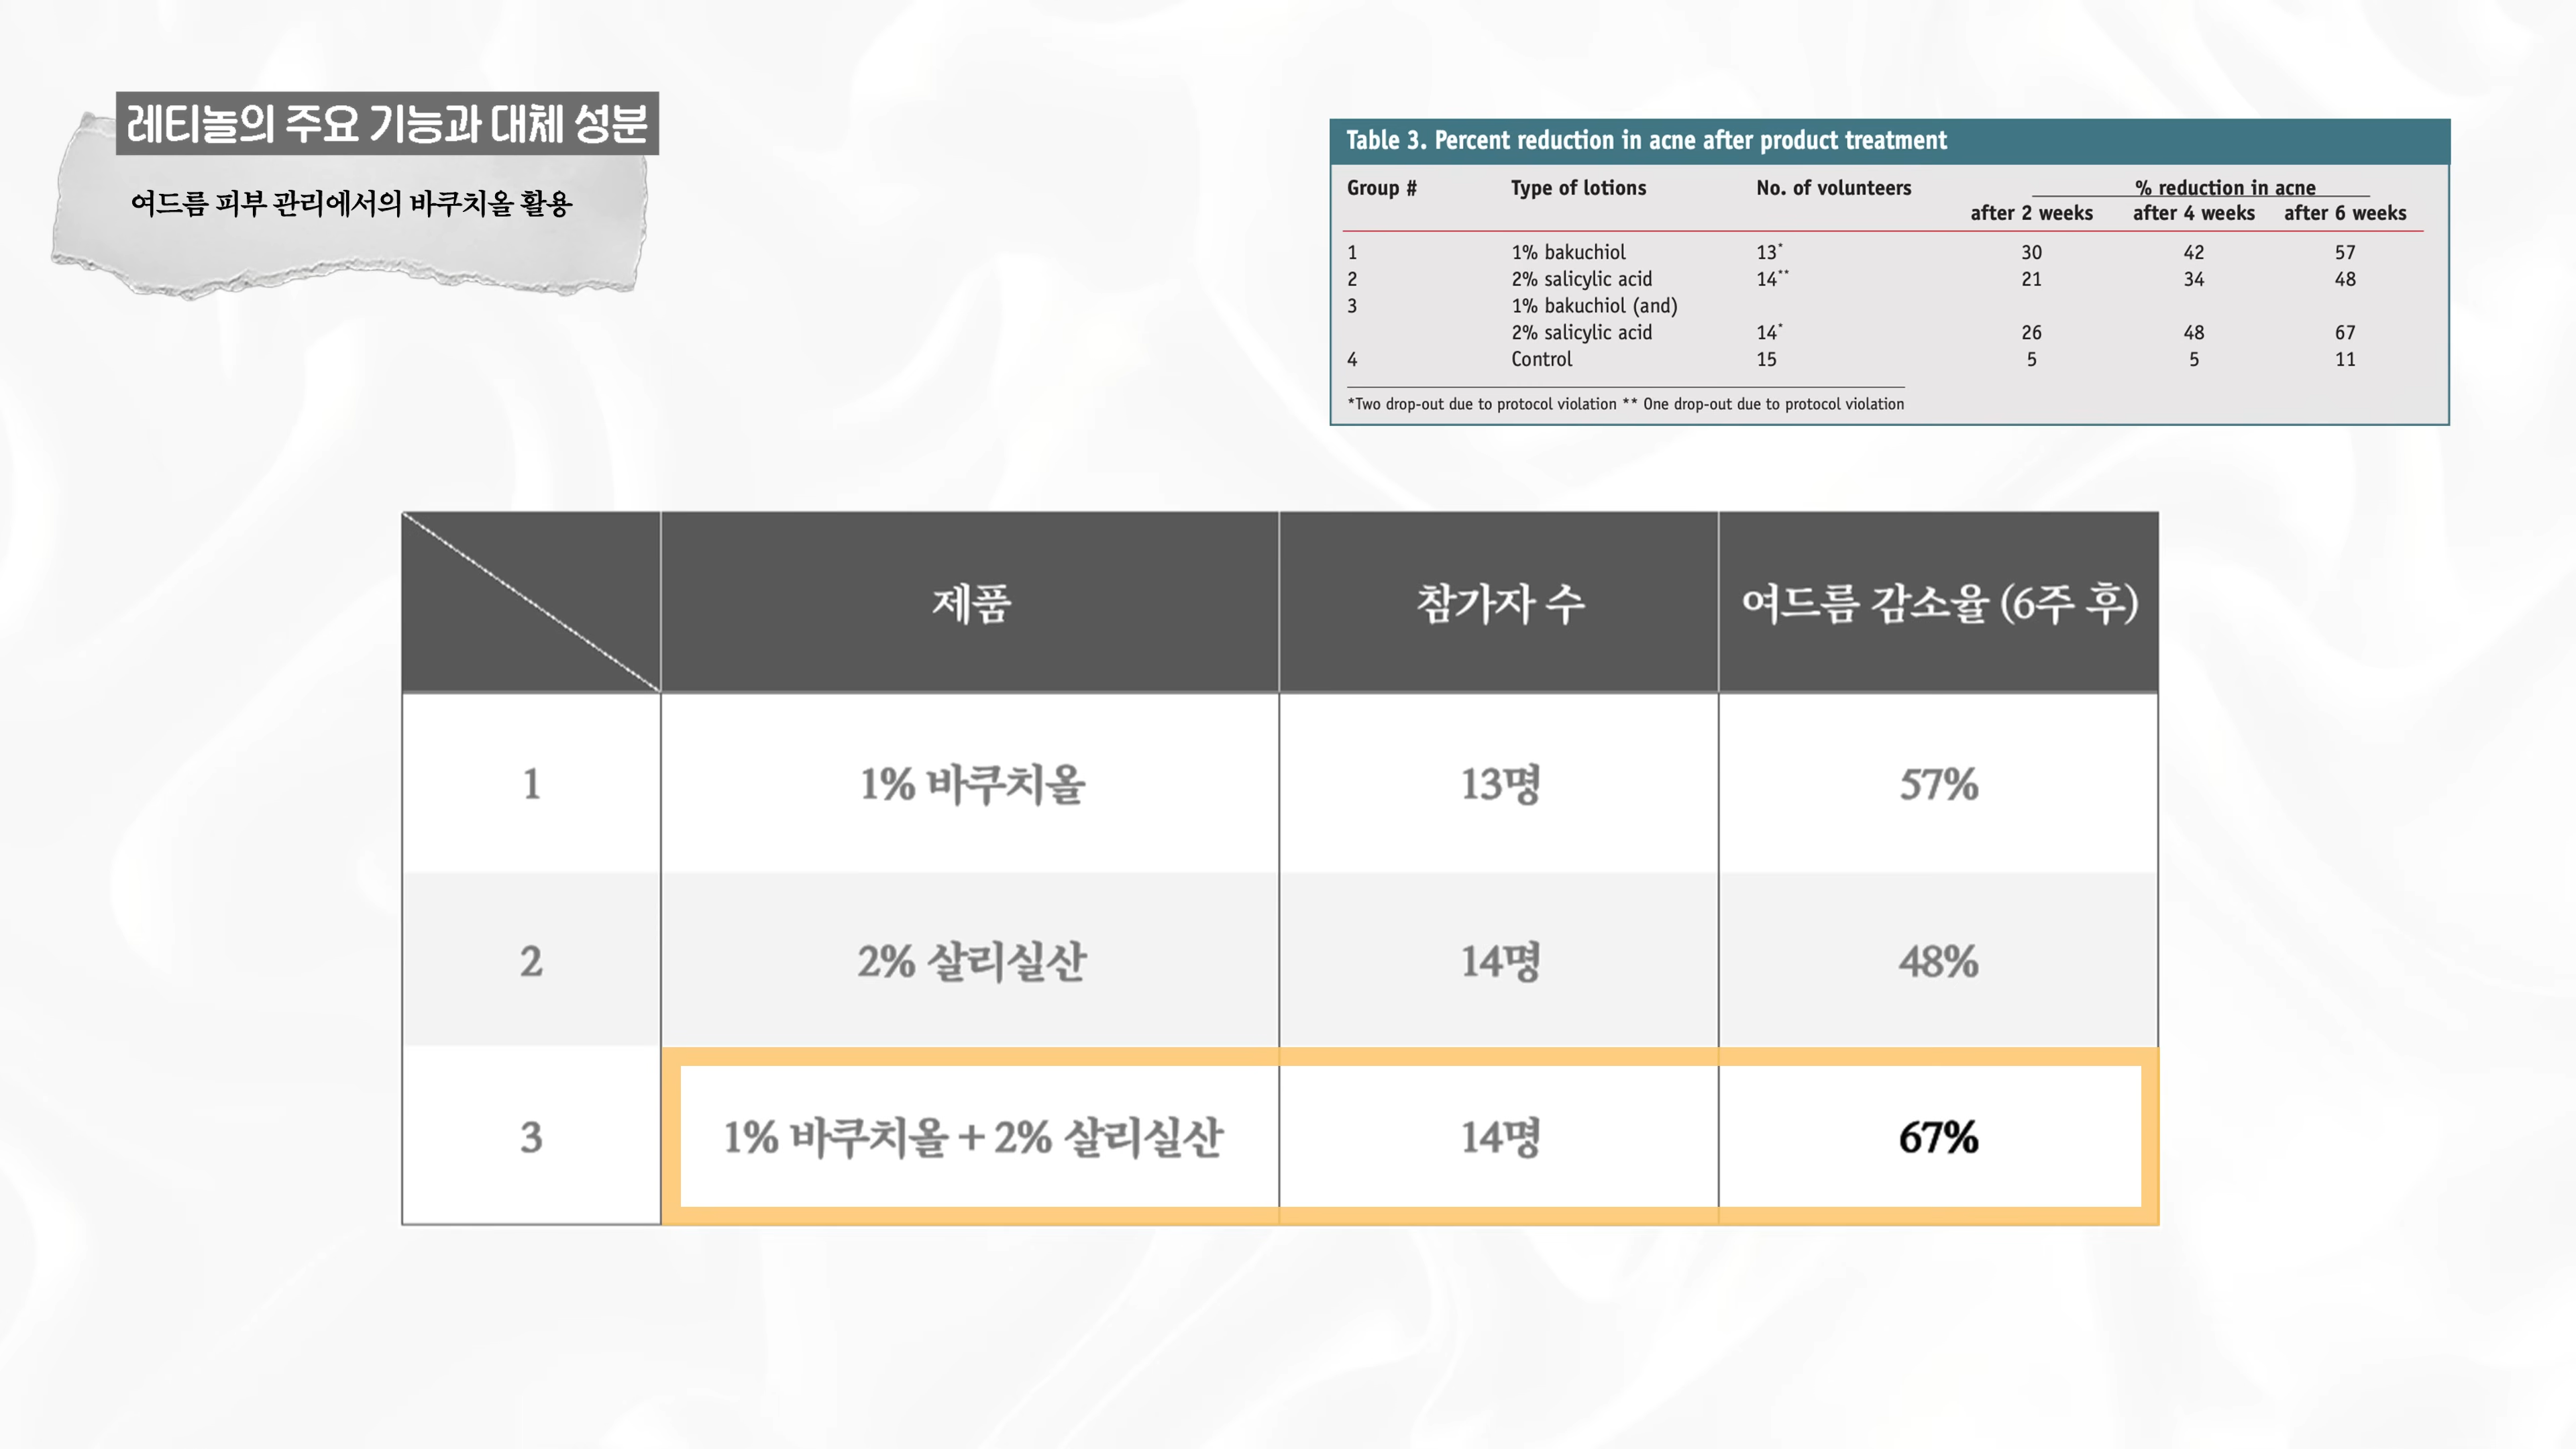 레티놀의 주요 기능과 대체 성분
여드름 피부 관리에서의 바쿠치올 활용
Table 3. Percent reduction in acne after product treatment
Group # Type of lotions No. of volunteers % reduction in acne
after 2 weeks after 4 weeks after 6 weeks
1 1% bakuchiol 13* 30 42 57
2 2% salicylic acid 14** 21 34 48
3 1% bakuchiol (and)
2% salicylic acid 14* 26 48 67
4 Control 15 5 5 11
*Two drop-out due to protocol violation ** One drop-out due to protocol violation
제품 참가자 수 여드름 감소율 (6주 후)
1 1% 바쿠치올 13명 57%
2 2% 살리실산 14명 48%
3 1% 바쿠치올 + 2% 살리실산 14명 67%